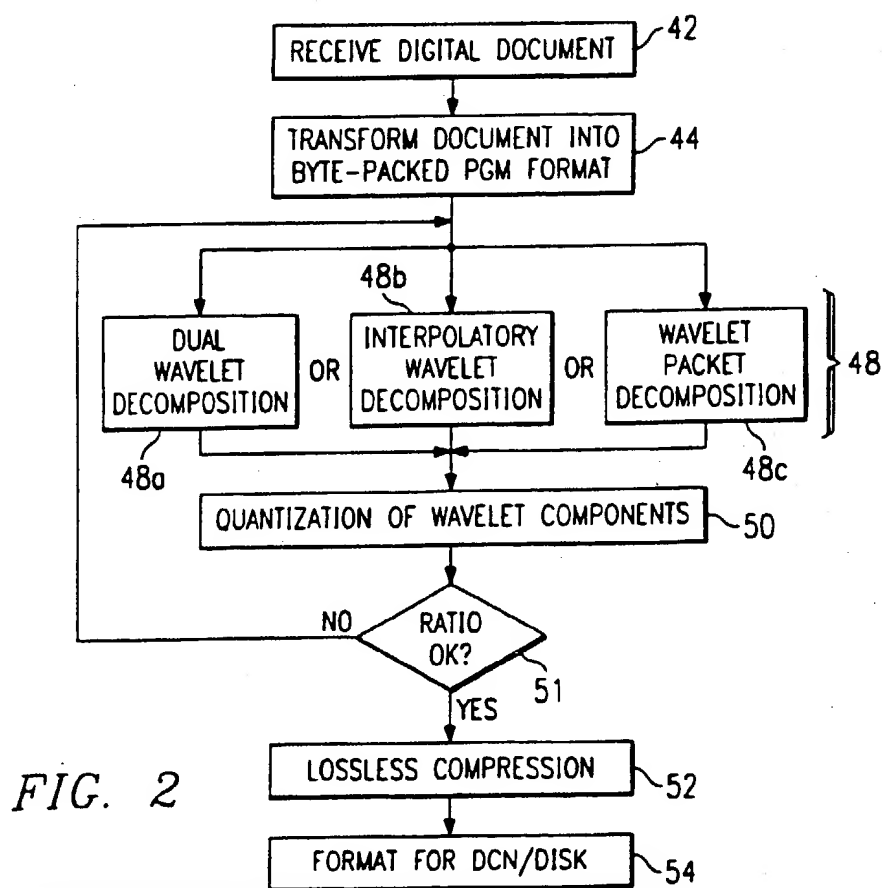 RECEIVE DIGITAL DOCUMENT
42
TRANSFORM DOCUMENT INTO
BYTE-PACKED PGM FORMAT
44
48b
DUAL
WAVELET
DECOMPOSITION
OR
INTERPOLATORY
WAVELET
DECOMPOSITION
OR
WAVELET
PACKET
DECOMPOSITION
48
48a
48c
QUANTIZATION OF WAVELET COMPONENTS
50
NO
RATIO
OK?
51
YES
LOSSLESS COMPRESSION
52
FIG. 2
FORMAT FOR DCN/DISK
54